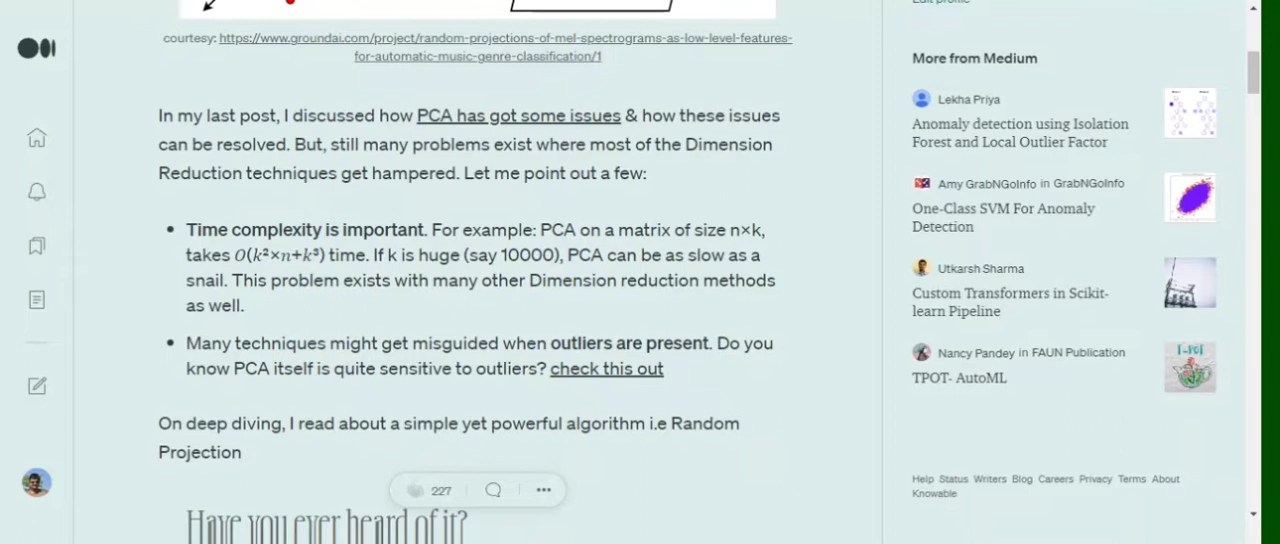 courtesy: https://www.groundai.com/project/random-projections-of-mel-spectrograms-as-low-level-features-
for-automatic-music-genre-classification/1
In my last post, I discussed how PCA has got some issues & how these issues
can be resolved. But, still many problems exist where most of the Dimension
Reduction techniques get hampered. Let me point out a few:
• Time complexity is important. For example: PCA on a matrix of size n×k,
takes O(k²×n+k³) time. If k is huge (say 10000), PCA can be as slow as a
snail. This problem exists with many other Dimension reduction methods
as well.
• Many techniques might get misguided when outliers are present. Do you
know PCA itself is quite sensitive to outliers? check this out
On deep diving, I read about a simple yet powerful algorithm i.e Random
Projection
227
Have you ever heard of it?
Edit profile
More from Medium
Lekha Priya
Anomaly detection using Isolation
Forest and Local Outlier Factor
Amy GrabNGoInfo in GrabNGoInfo
One-Class SVM For Anomaly
Detection
Utkarsh Sharma
Custom Transformers in Scikit-
learn Pipeline
Nancy Pandey in FAUN Publication
TPOT- AutoML
T-POT
Help Status Writers Blog Careers Privacy Terms About
Knowable